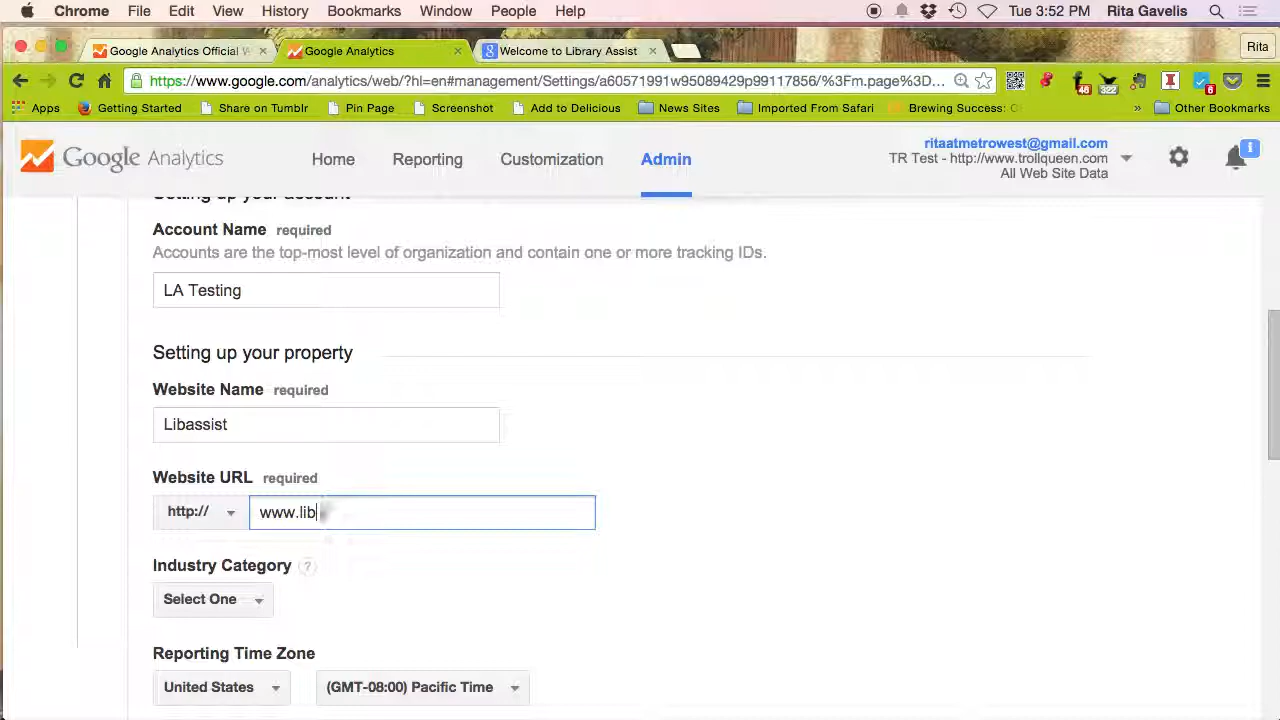 Chrome File Edit View History Bookmarks Window People Help Tue 3:52 PM Rita Gavelis
Google Analytics Official Google Analytics Welcome to Library Assist Rita
https://www.google.com/analytics/web/?hl=en#management/Settings/a60571991w95089429p99117856/%3Fm.page%3D...
46 322 6
Apps Getting Started Share on Tumblr Pin Page Screenshot Add to Delicious News Sites Imported From Safari Brewing Success: » Other Bookmarks
Google Analytics Home Reporting Customization Admin
ritaatmetrowest@gmail.com
TR Test - http://www.trollqueen.com
All Web Site Data
1
Setting up your account
Account Name required
Accounts are the top-most level of organization and contain one or more tracking IDs.
LA Testing
Setting up your property
Website Name required
Libassist
Website URL required
http:// www.lib
Industry Category ?
Select One
Reporting Time Zone
United States (GMT-08:00) Pacific Time